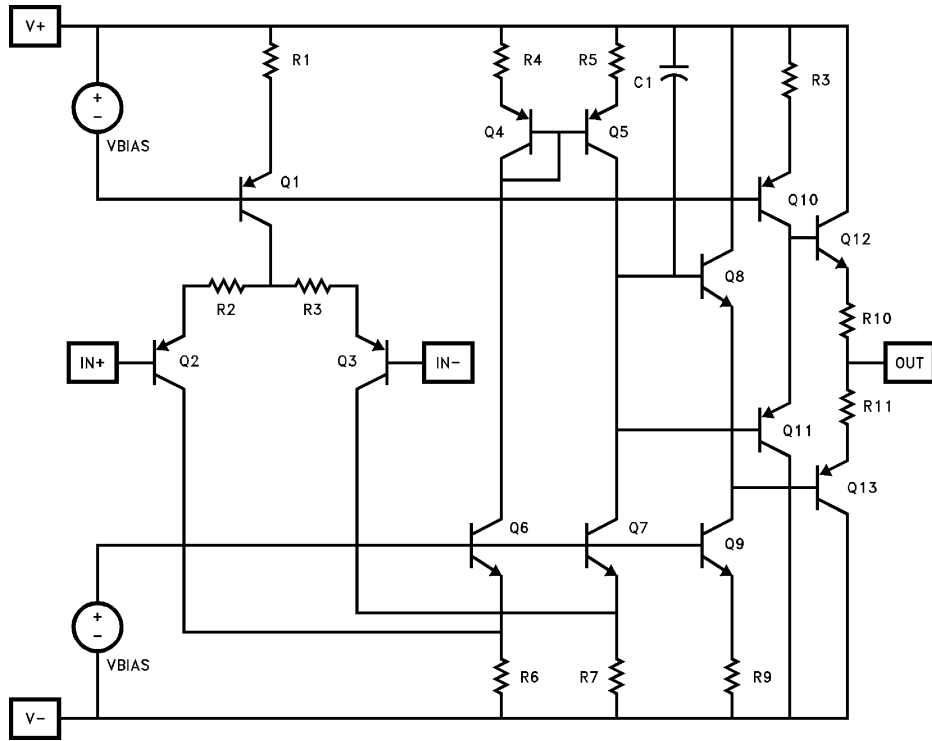 V+
R1
R4
R5
C1
R3
+
-
VBIAS
Q4
Q5
Q1
Q10
Q12
Q8
R2
R3
R10
IN+
Q2
Q3
IN-
OUT
R11
Q11
Q13
Q6
Q7
Q9
+
-
VBIAS
R6
R7
R9
V-